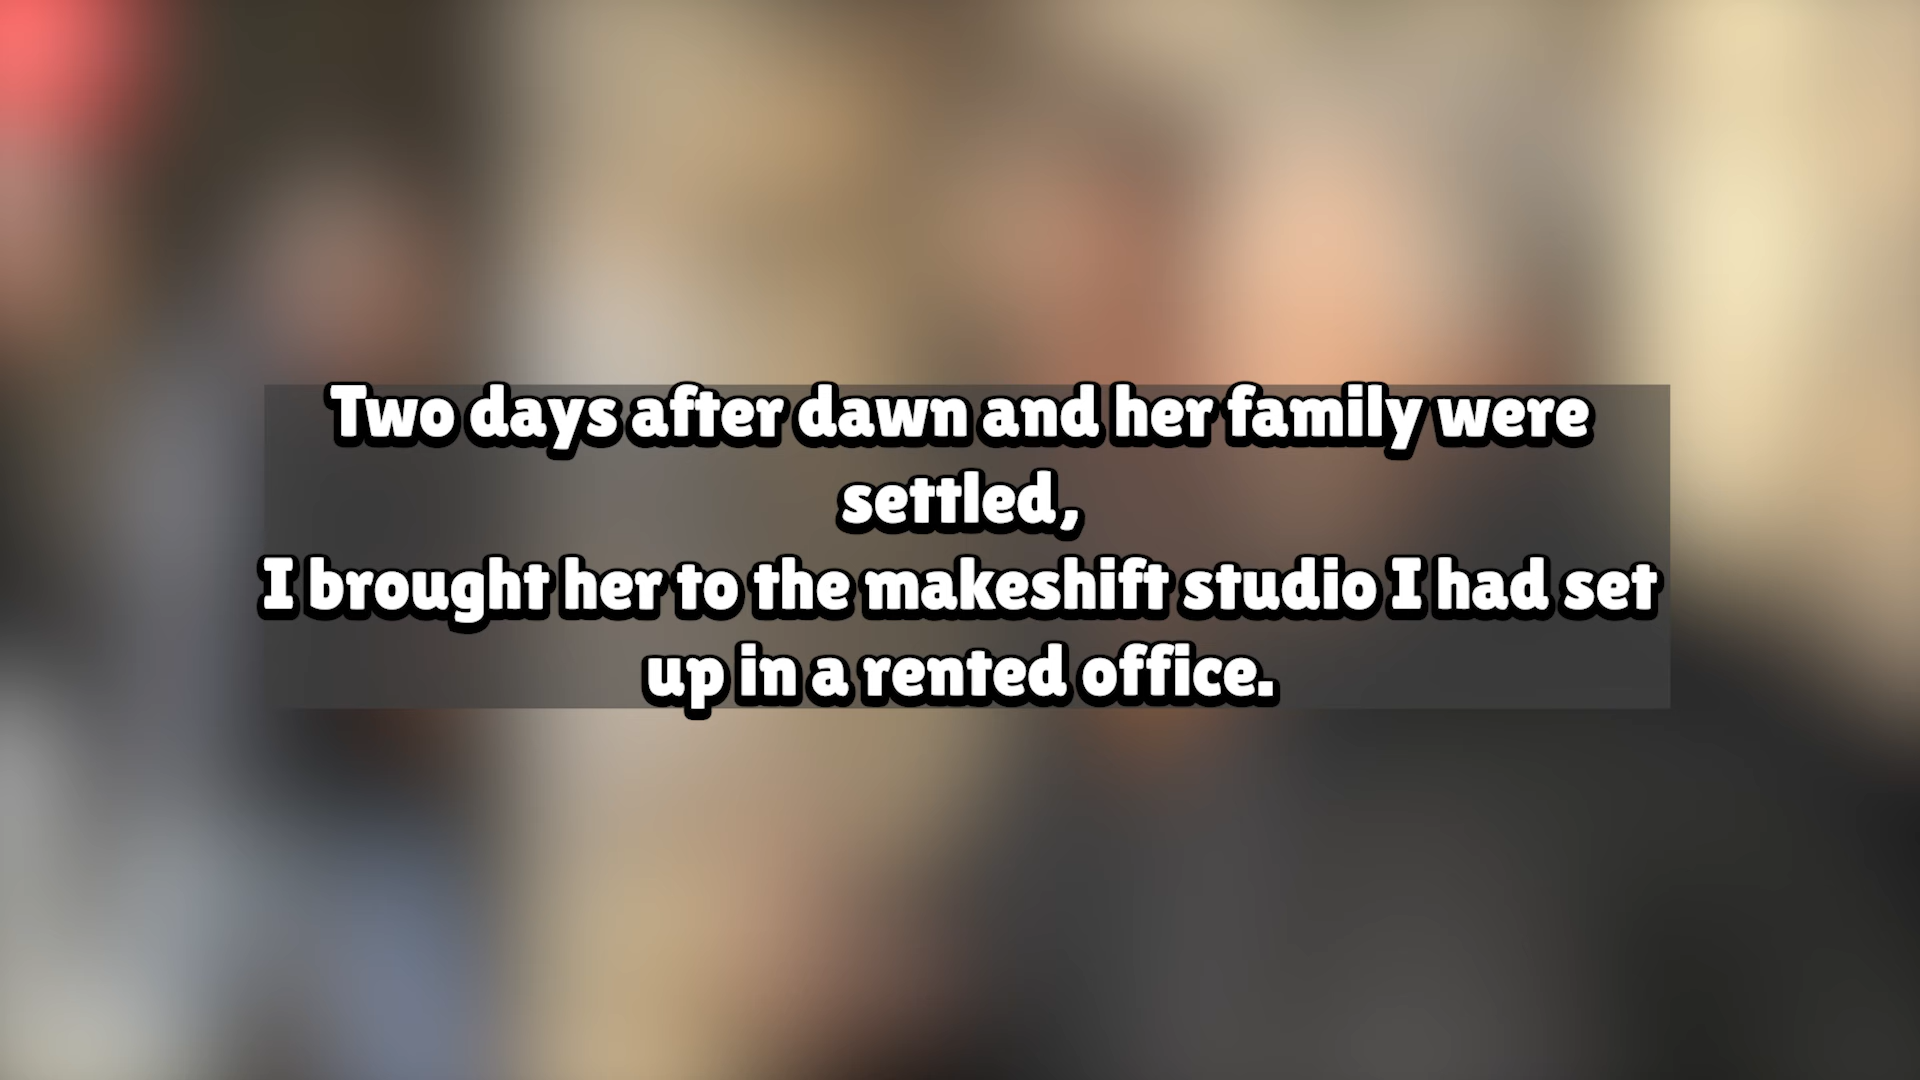 Two days after dawn and her family were
settled,
I brought her to the makeshift studio I had set
up in a rented office.